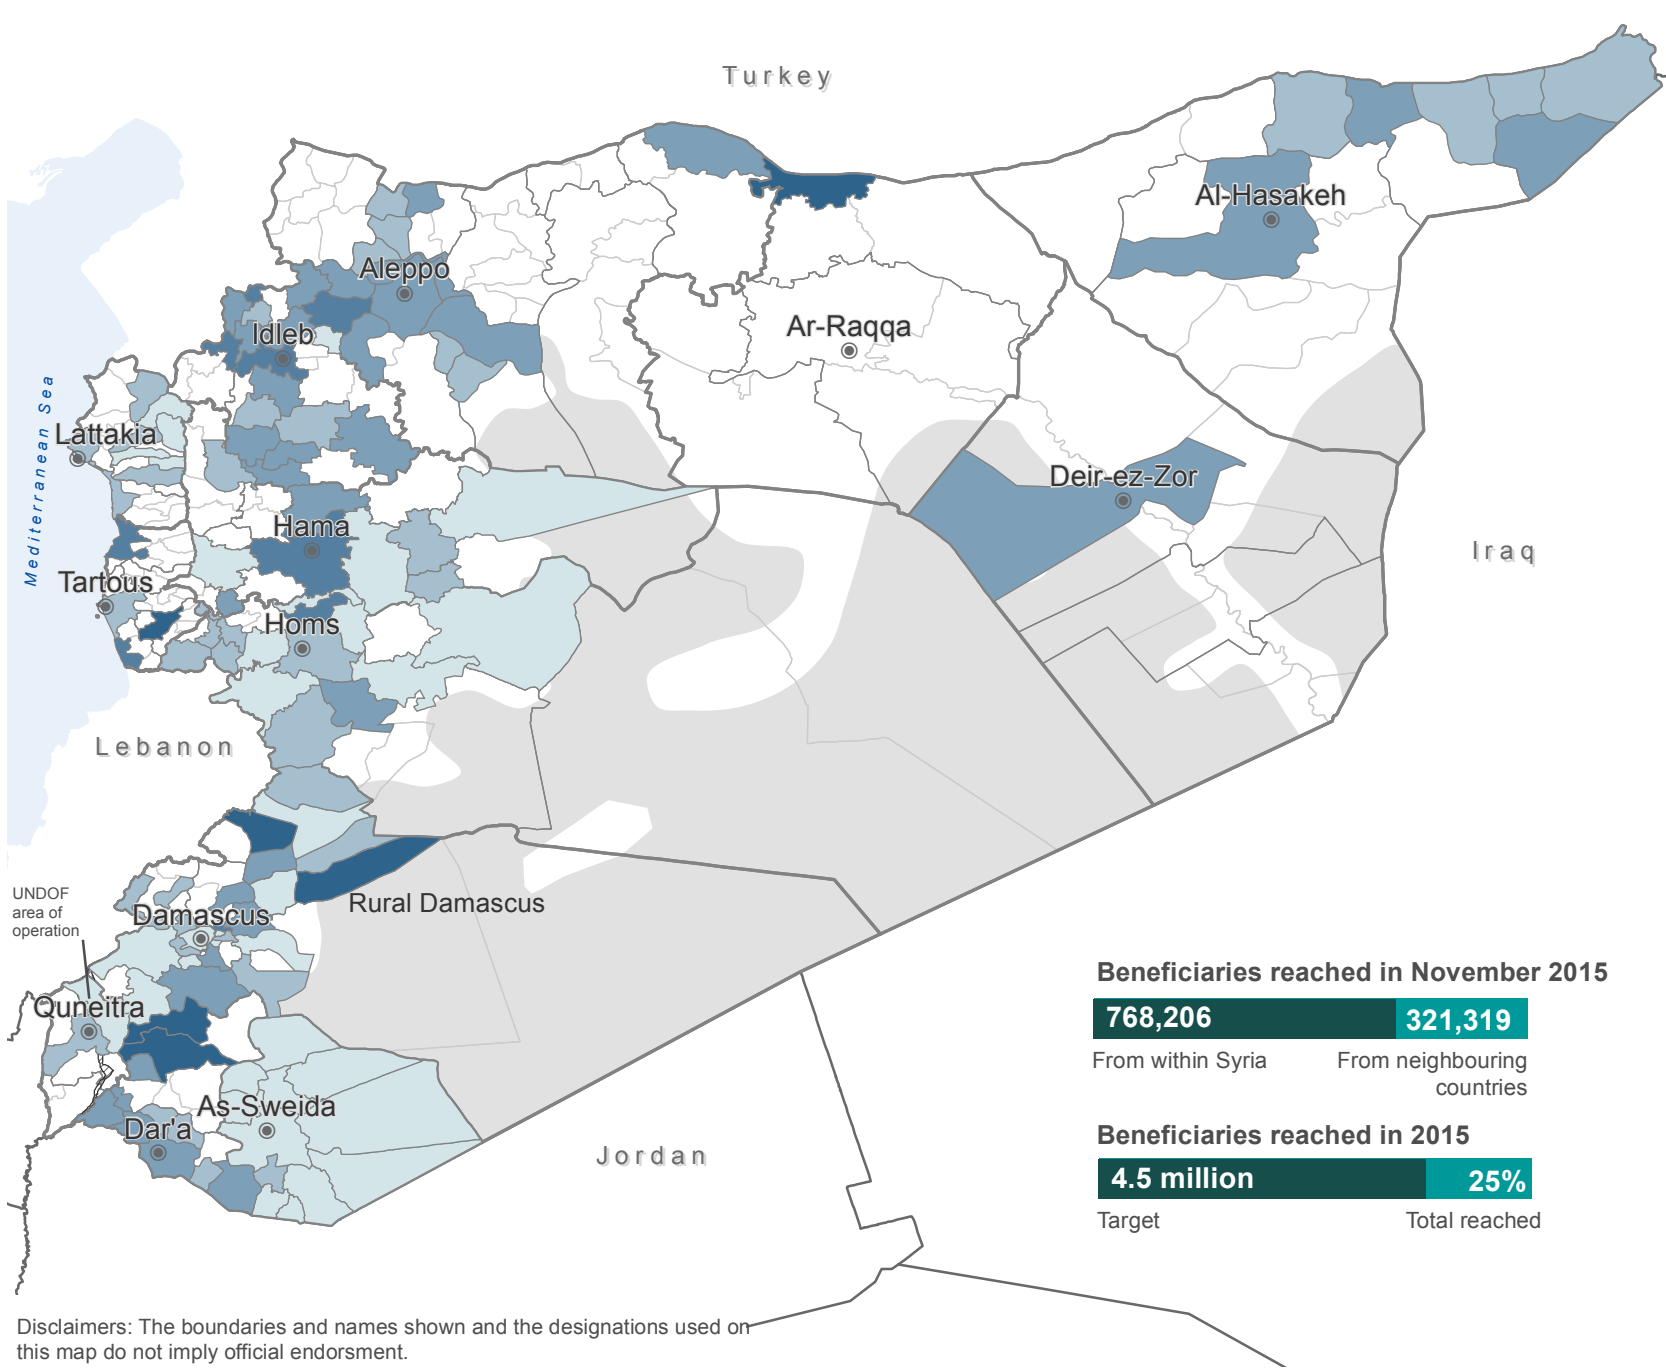 Turkey
Al-Hasakeh
Aleppo
Ar-Raqqa
Idleb
Mediterranean Sea
Lattakia
Deir-ez-Zor
Hama
Iraq
Tartous
Homs
Lebanon
UNDOF
area of
operation
Rural Damascus
Damascus
Quneitra
As-Sweida
Dar'a
Jordan
Beneficiaries reached in November 2015
768,206
321,319
From within Syria
From neighbouring
countries
Beneficiaries reached in 2015
4.5 million
25%
Target
Total reached
Disclaimers: The boundaries and names shown and the designations used on
this map do not imply official endorsment.